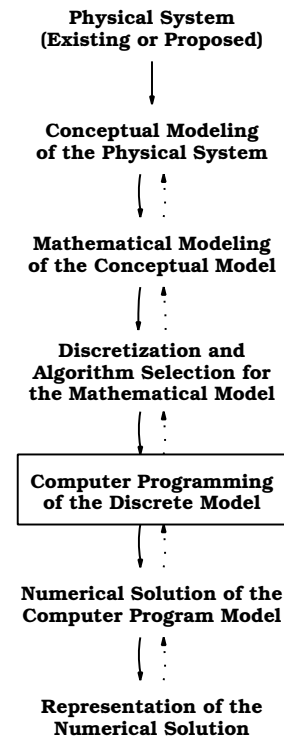 Physical System
(Existing or Proposed)
Conceptual Modeling
of the Physical System
Mathematical Modeling
of the Conceptual Model
Discretization and
Algorithm Selection for
the Mathematical Model
Computer Programming
of the Discrete Model
Numerical Solution of the
Computer Program Model
Representation of the
Numerical Solution